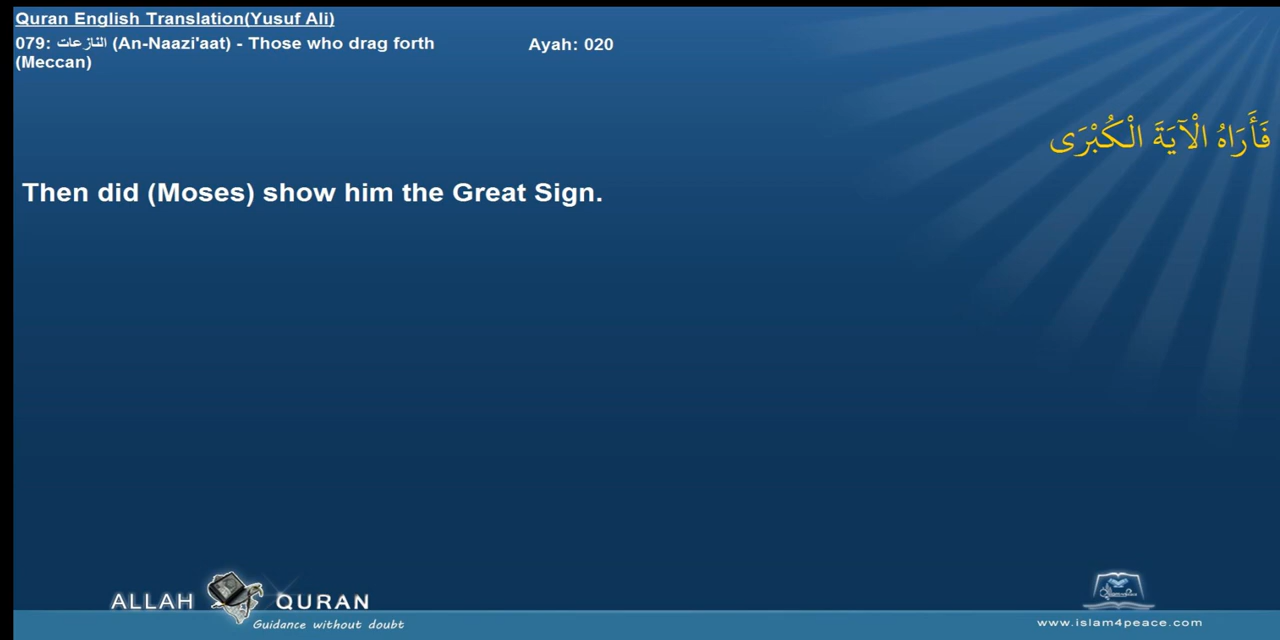 Quran English Translation(Yusuf Ali)
079: النازعات (An-Naazi'aat) - Those who drag forth
(Meccan)
Ayah: 020
فَأَرَاهُ الْآيَةَ الْكُبْرَى
Then did (Moses) show him the Great Sign.
ALLAH QURAN
Guidance without doubt
www.islam4peace.com